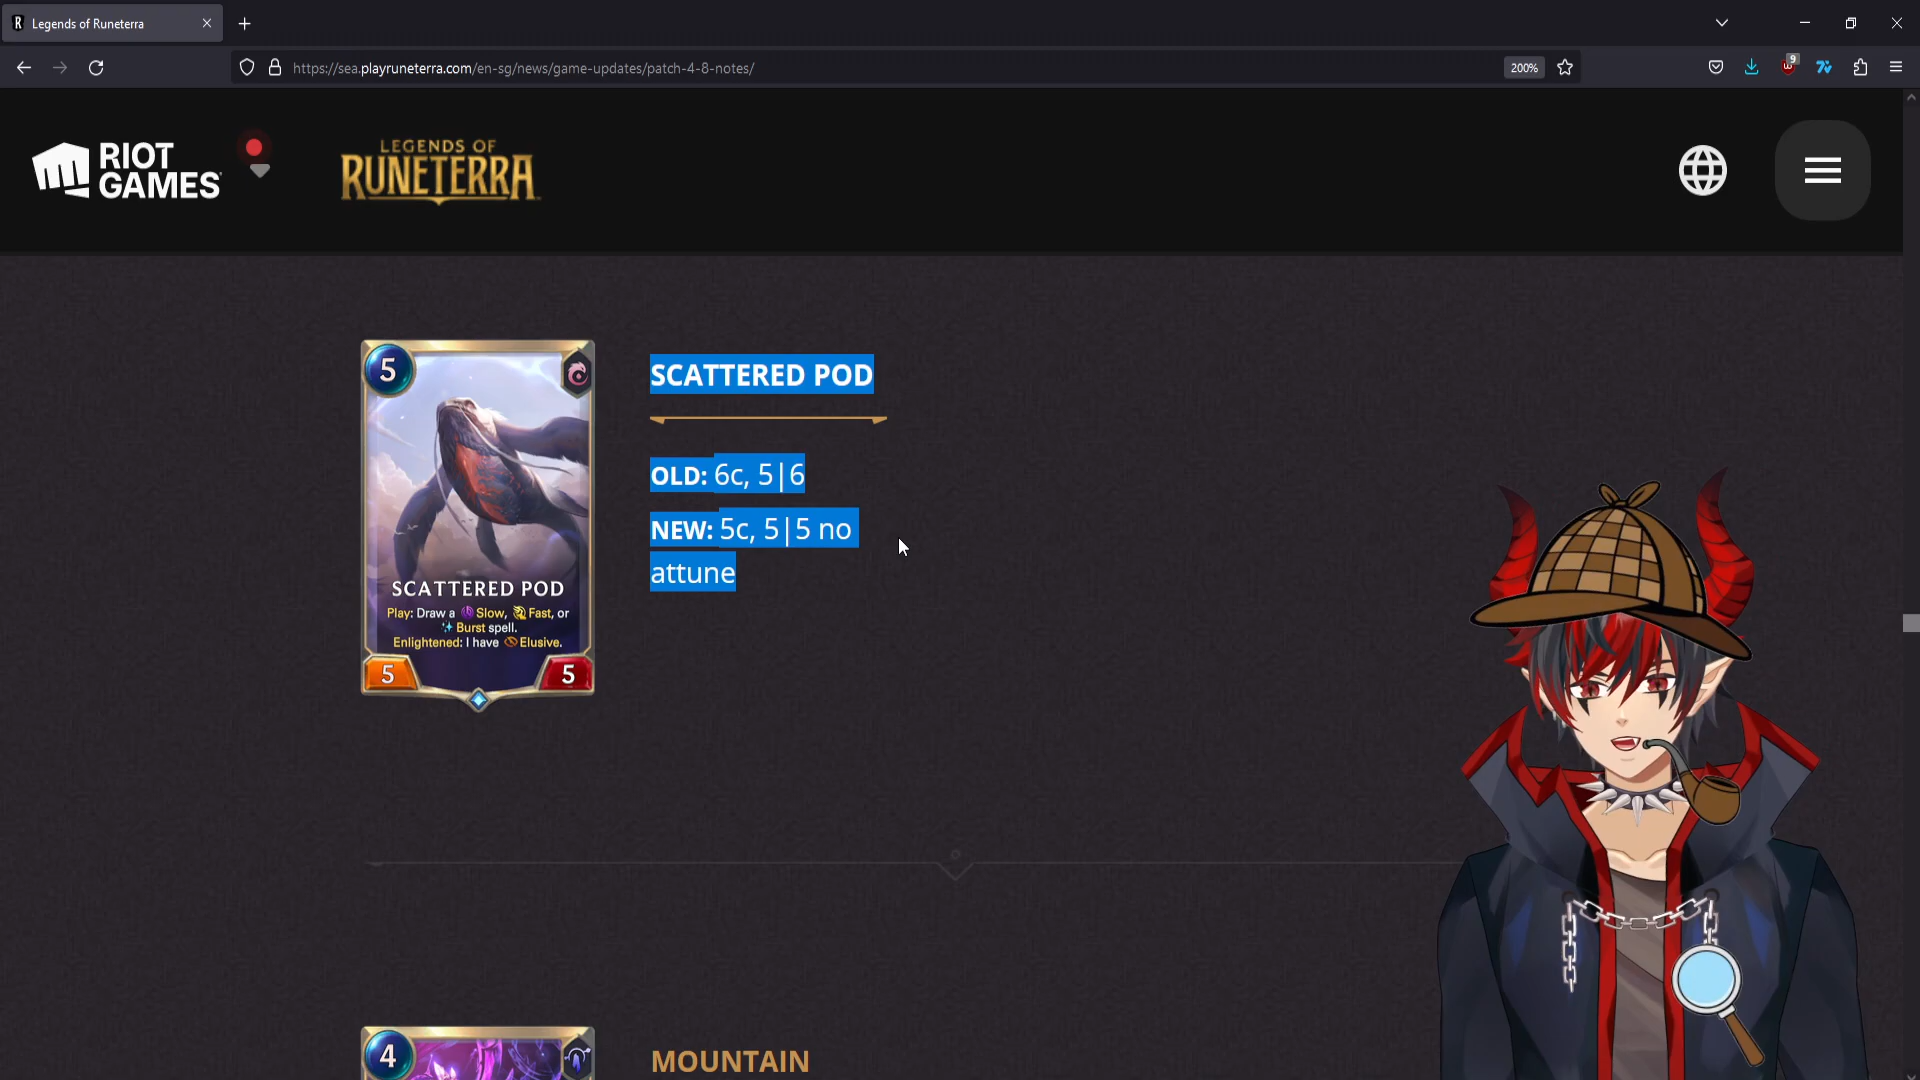 Legends of Runeterra
https://sea.playruneterra.com/en-sg/news/game-updates/patch-4-8-notes/
200%
9
RIOT
GAMES
LEGENDS OF
RUNETERRA
5
SCATTERED POD
Play: Draw a Slow, Fast, or
Burst spell.
Enlightened: I have Elusive.
5
5
SCATTERED POD
OLD: 6c, 5|6
NEW: 5c, 5|5 no
attune
4
MOUNTAIN